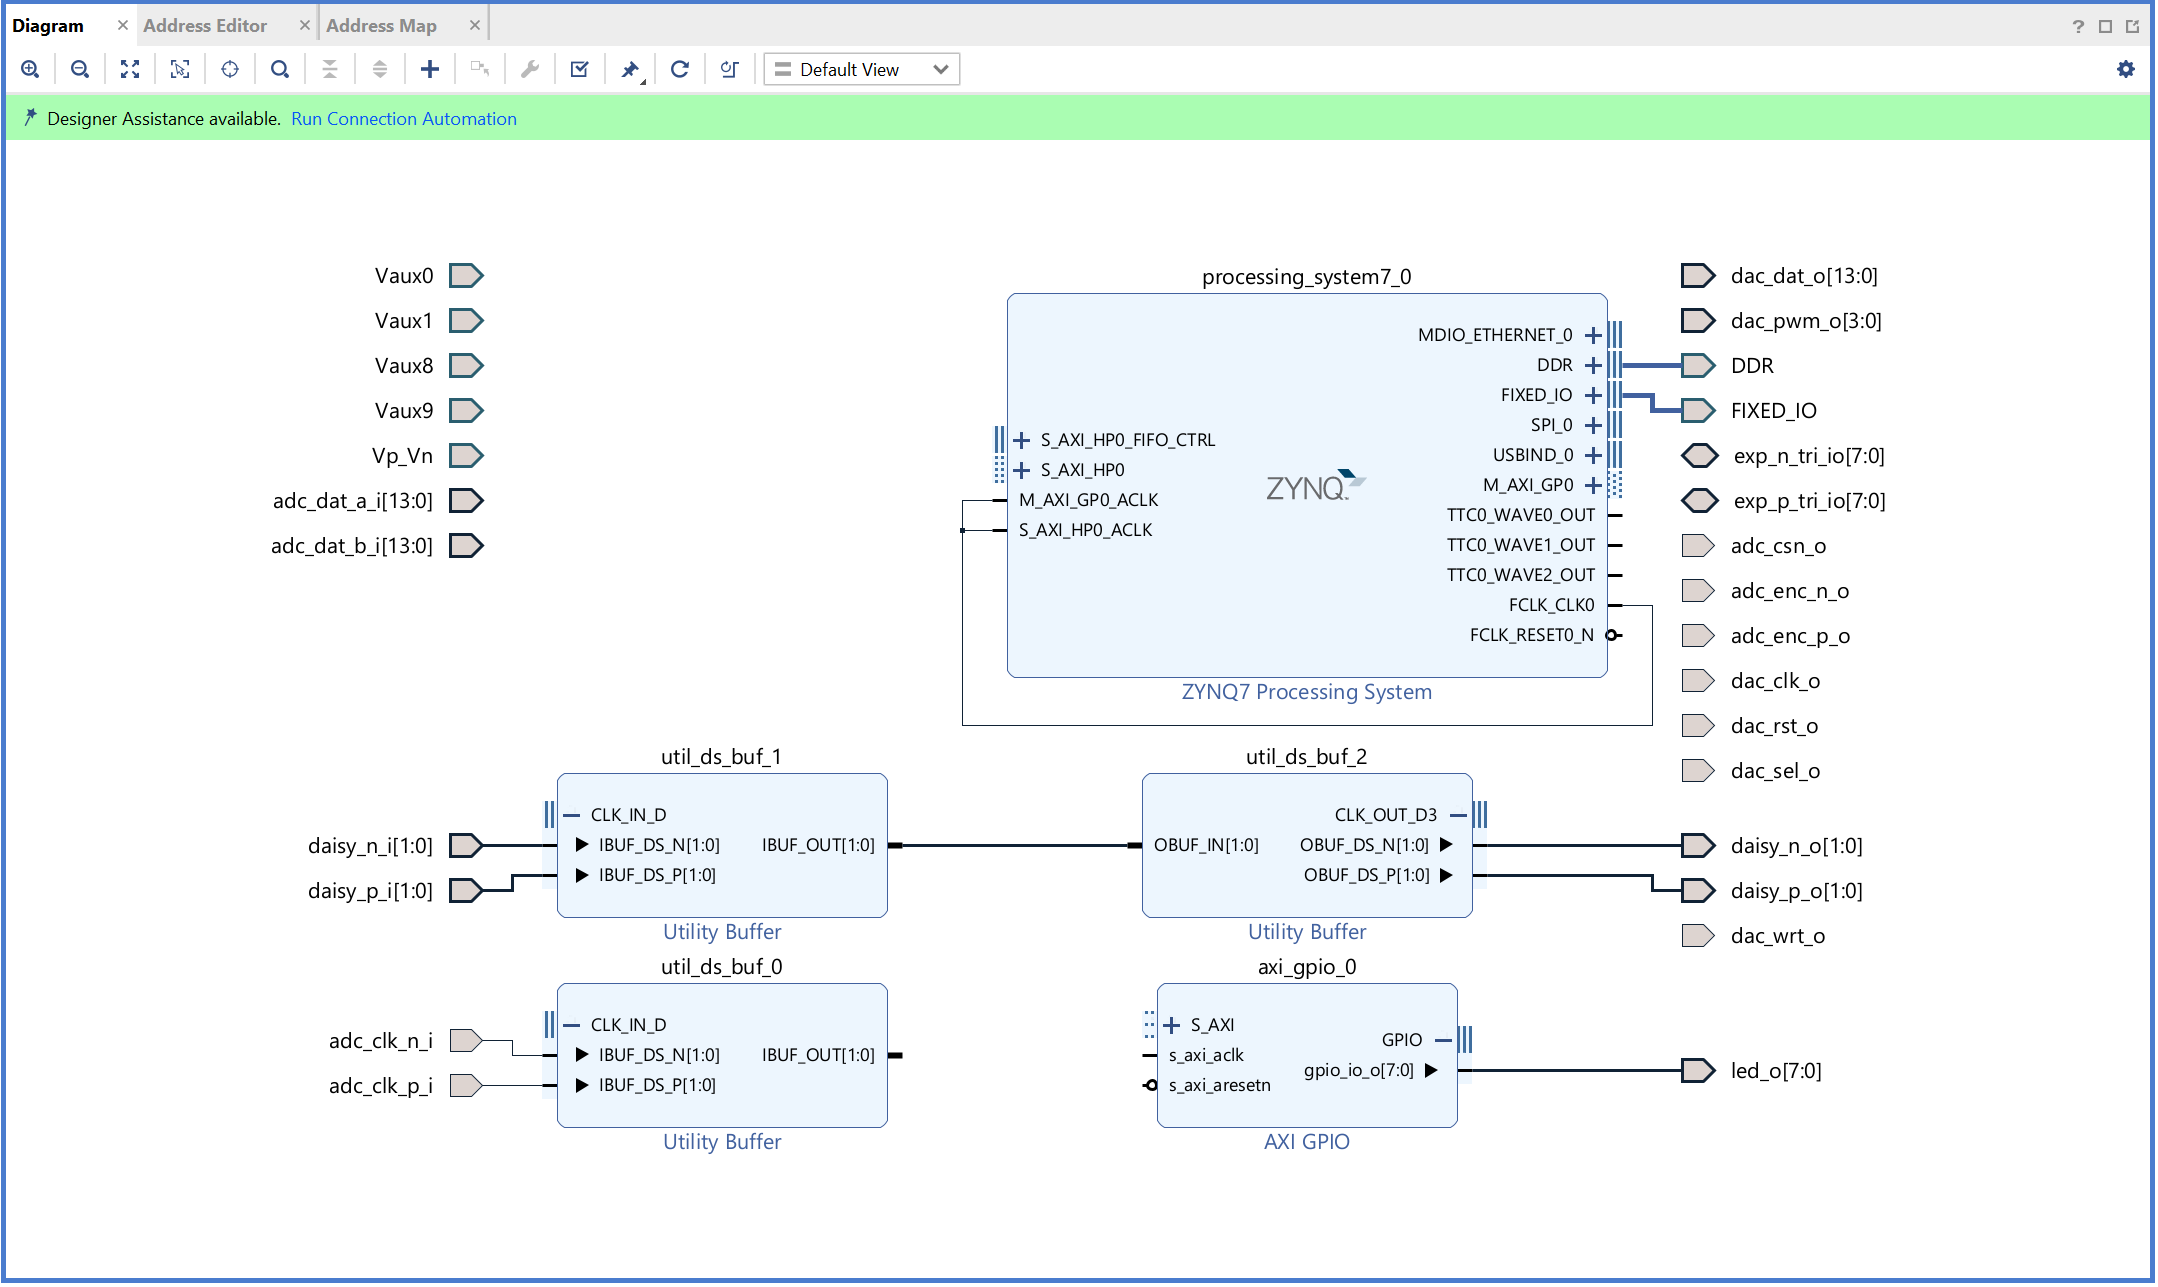 Diagram
Address Editor
Address Map
?
Default View
Designer Assistance available. Run Connection Automation
Vaux0
Vaux1
Vaux8
Vaux9
Vp_Vn
adc_dat_a_i[13:0]
adc_dat_b_i[13:0]
processing_system7_0
MDIO_ETHERNET_0
DDR
FIXED_IO
SPI_0
USBIND_0
M_AXI_GP0
TTC0_WAVE0_OUT
TTC0_WAVE1_OUT
TTC0_WAVE2_OUT
FCLK_CLK0
FCLK_RESET0_N
S_AXI_HP0_FIFO_CTRL
S_AXI_HP0
M_AXI_GP0_ACLK
S_AXI_HP0_ACLK
ZYNQ
ZYNQ7 Processing System
dac_dat_o[13:0]
dac_pwm_o[3:0]
DDR
FIXED_IO
exp_n_tri_io[7:0]
exp_p_tri_io[7:0]
adc_csn_o
adc_enc_n_o
adc_enc_p_o
dac_clk_o
dac_rst_o
dac_sel_o
daisy_n_i[1:0]
daisy_p_i[1:0]
util_ds_buf_1
CLK_IN_D
IBUF_DS_N[1:0]
IBUF_DS_P[1:0]
IBUF_OUT[1:0]
Utility Buffer
util_ds_buf_2
OBUF_IN[1:0]
CLK_OUT_D3
OBUF_DS_N[1:0]
OBUF_DS_P[1:0]
Utility Buffer
daisy_n_o[1:0]
daisy_p_o[1:0]
dac_wrt_o
adc_clk_n_i
adc_clk_p_i
util_ds_buf_0
CLK_IN_D
IBUF_DS_N[1:0]
IBUF_DS_P[1:0]
IBUF_OUT[1:0]
Utility Buffer
axi_gpio_0
S_AXI
s_axi_aclk
s_axi_aresetn
GPIO
gpio_io_o[7:0]
AXI GPIO
led_o[7:0]